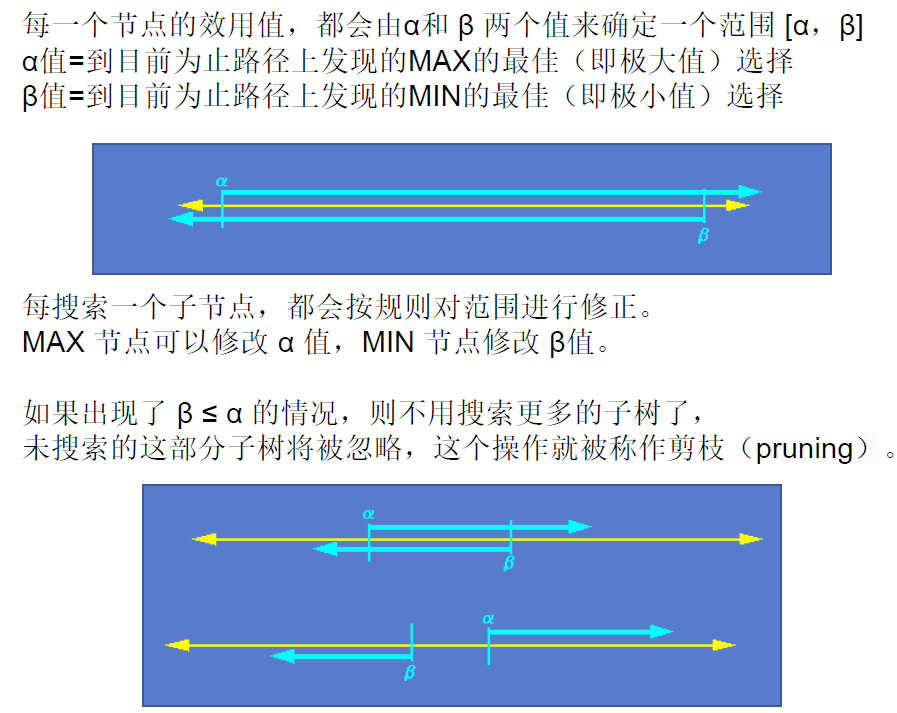 每一个节点的效用值，都会由α和 β 两个值来确定一个范围 [α，β]
α值=到目前为止路径上发现的MAX的最佳（即极大值）选择
β值=到目前为止路径上发现的MIN的最佳（即极小值）选择
α
β
每搜索一个子节点，都会按规则对范围进行修正。
MAX 节点可以修改 α 值，MIN 节点修改 β值。
如果出现了 β ≤ α 的情况，则不用搜索更多的子树了，
未搜索的这部分子树将被忽略，这个操作就被称作剪枝（pruning）。
α
β
α
β